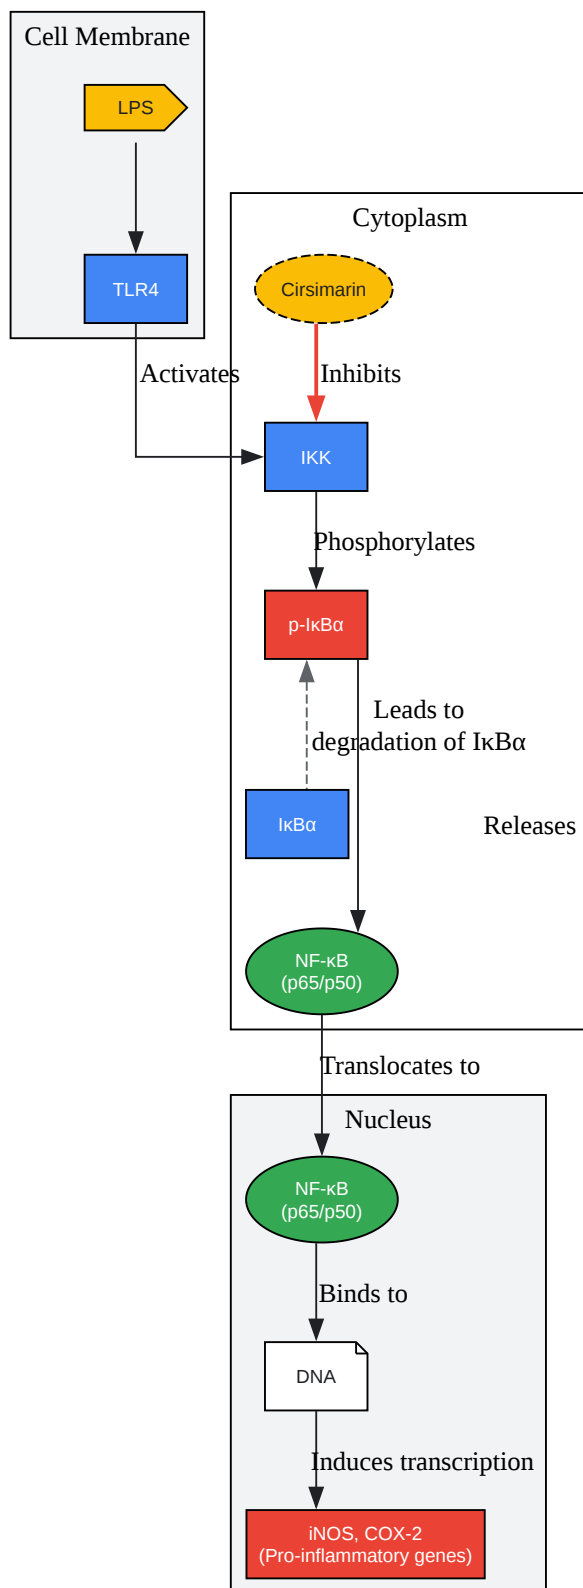 Cell Membrane
LPS
TLR4
Activates
Cytoplasm
Cirsimarin
Inhibits
IKK
Phosphorylates
p-IκBα
Leads to
degradation of IκBα
IκBα
Releases
NF-κB
(p65/p50)
Translocates to
Nucleus
NF-κB
(p65/p50)
Binds to
DNA
Induces transcription
iNOS, COX-2
(Pro-inflammatory genes)